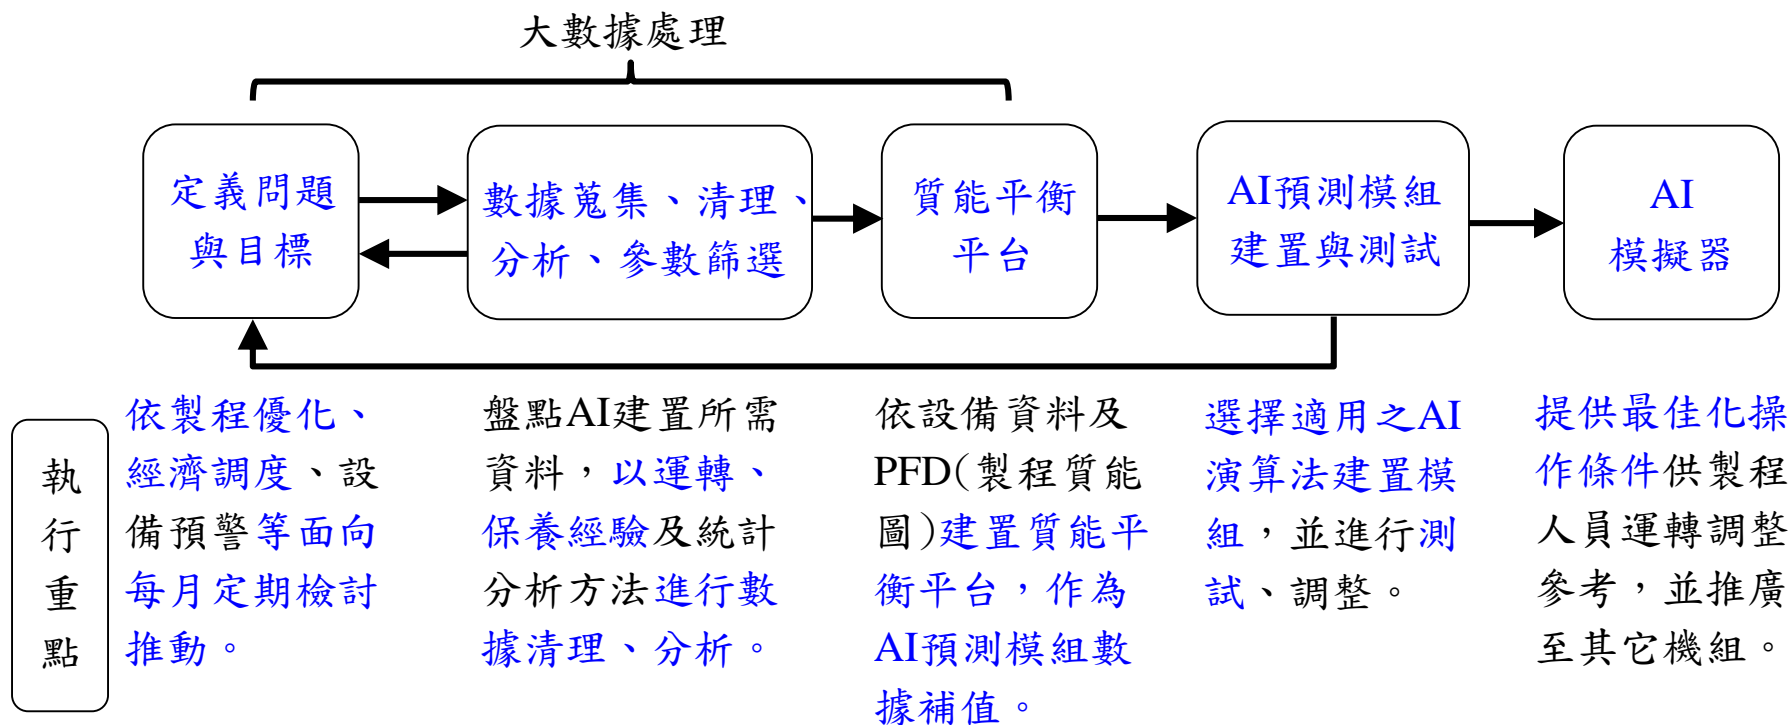 大數據處理
定義問題
與目標
數據蒐集、清理、
分析、參數篩選
質能平衡
平台
AI預測模組
建置與測試
AI
模擬器
執
行
重
點
依製程優化、
經濟調度、設
備預警等面向
每月定期檢討
推動。
盤點AI建置所需
資料，以運轉、
保養經驗及統計
分析方法進行數
據清理、分析。
依設備資料及
PFD(製程質能
圖)建置質能平
衡平台，作為
AI預測模組數
據補值。
選擇適用之AI
演算法建置模
組，並進行測
試、調整。
提供最佳化操
作條件供製程
人員運轉調整
參考，並推廣
至其它機組。